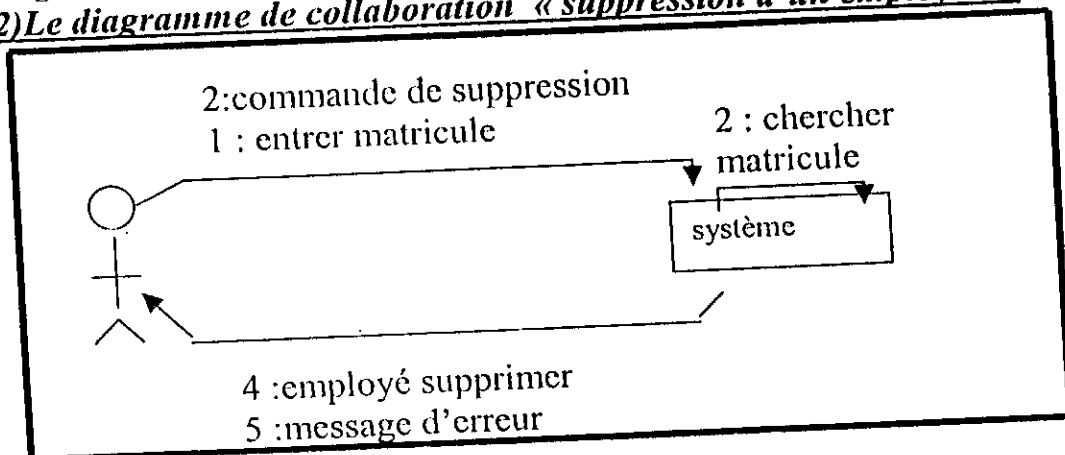 2)Le diagramme de collaboration « suppression d'un
2:commande de suppression
1 : entrer matricule
2 : chercher
matricule
système
4 :employé supprimer
5 :message d'erreur